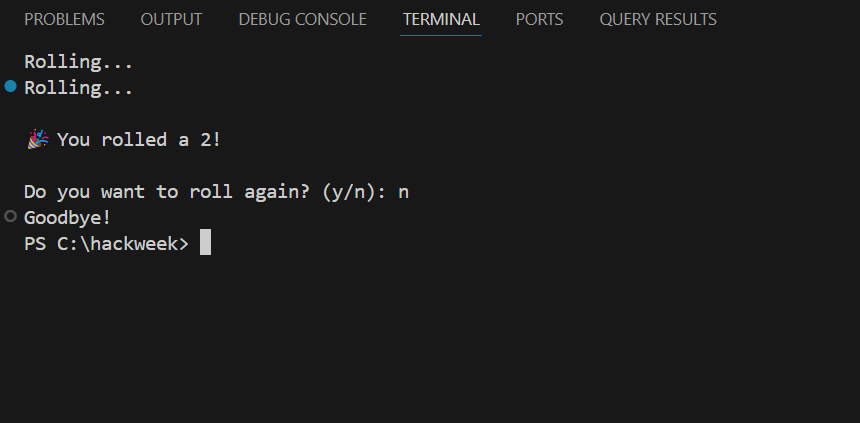 PROBLEMS OUTPUT DEBUG CONSOLE TERMINAL PORTS QUERY RESULTS
Rolling...
Rolling...
🎉 You rolled a 2!
Do you want to roll again? (y/n): n
Goodbye!
PS C:\hackweek>